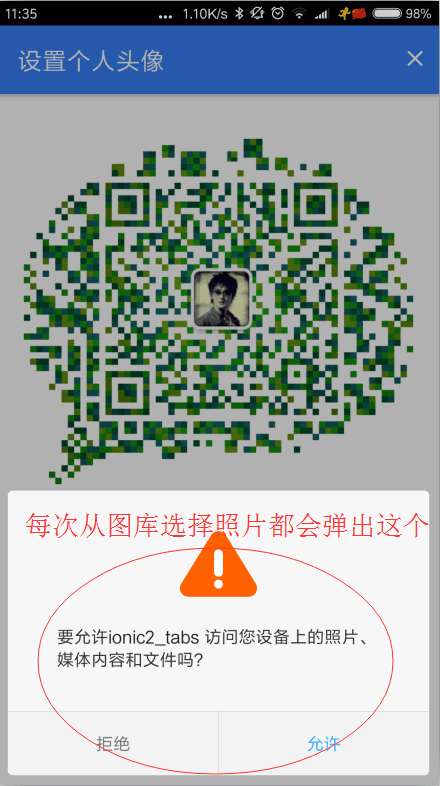 11:35
... 1.10K/s 98%
设置个人头像
每次从图库选择照片都会弹出这个
要允许ionic2_tabs 访问您设备上的照片、
媒体内容和文件吗?
拒绝
允许